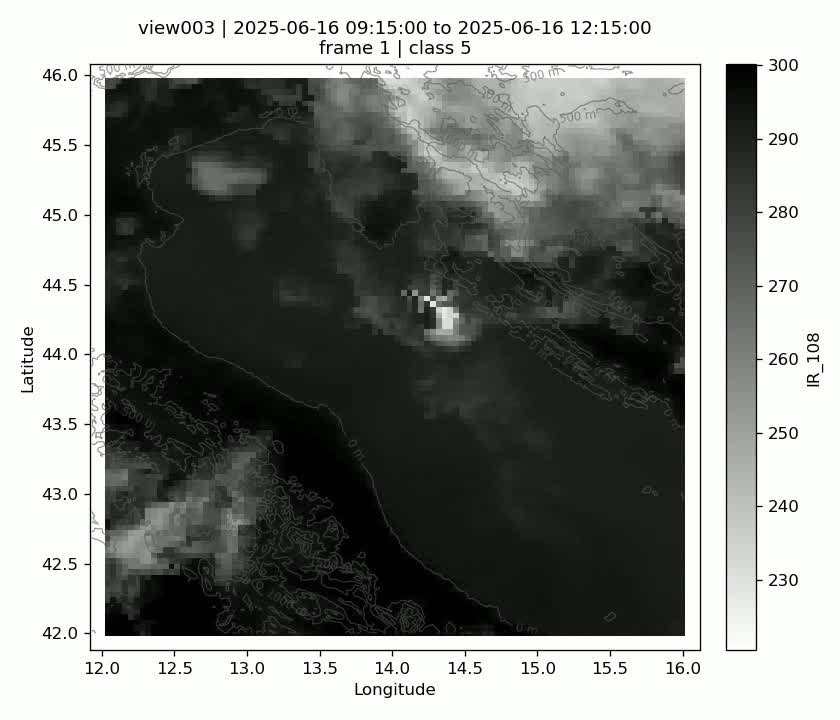 view003 | 2025-06-16 09:15:00 to 2025-06-16 12:15:00
frame 1 | class 5
500 m
500 m
500 m
0 m
46.0
45.5
45.0
44.5
44.0
43.5
43.0
42.5
42.0
Latitude
12.0 12.5 13.0 13.5 14.0 14.5 15.0 15.5 16.0
Longitude
300
290
280
270
260
250
240
230
IR_108